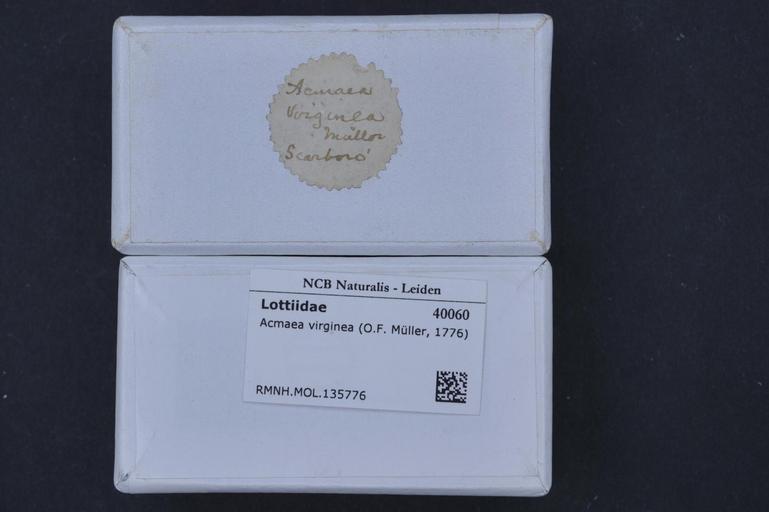 Acmaea
Virginea
Müller
Scarboro'
NCB Naturalis - Leiden
Lottiidae 40060
Acmaea virginea (O.F. Müller, 1776)
RMNH.MOL.135776